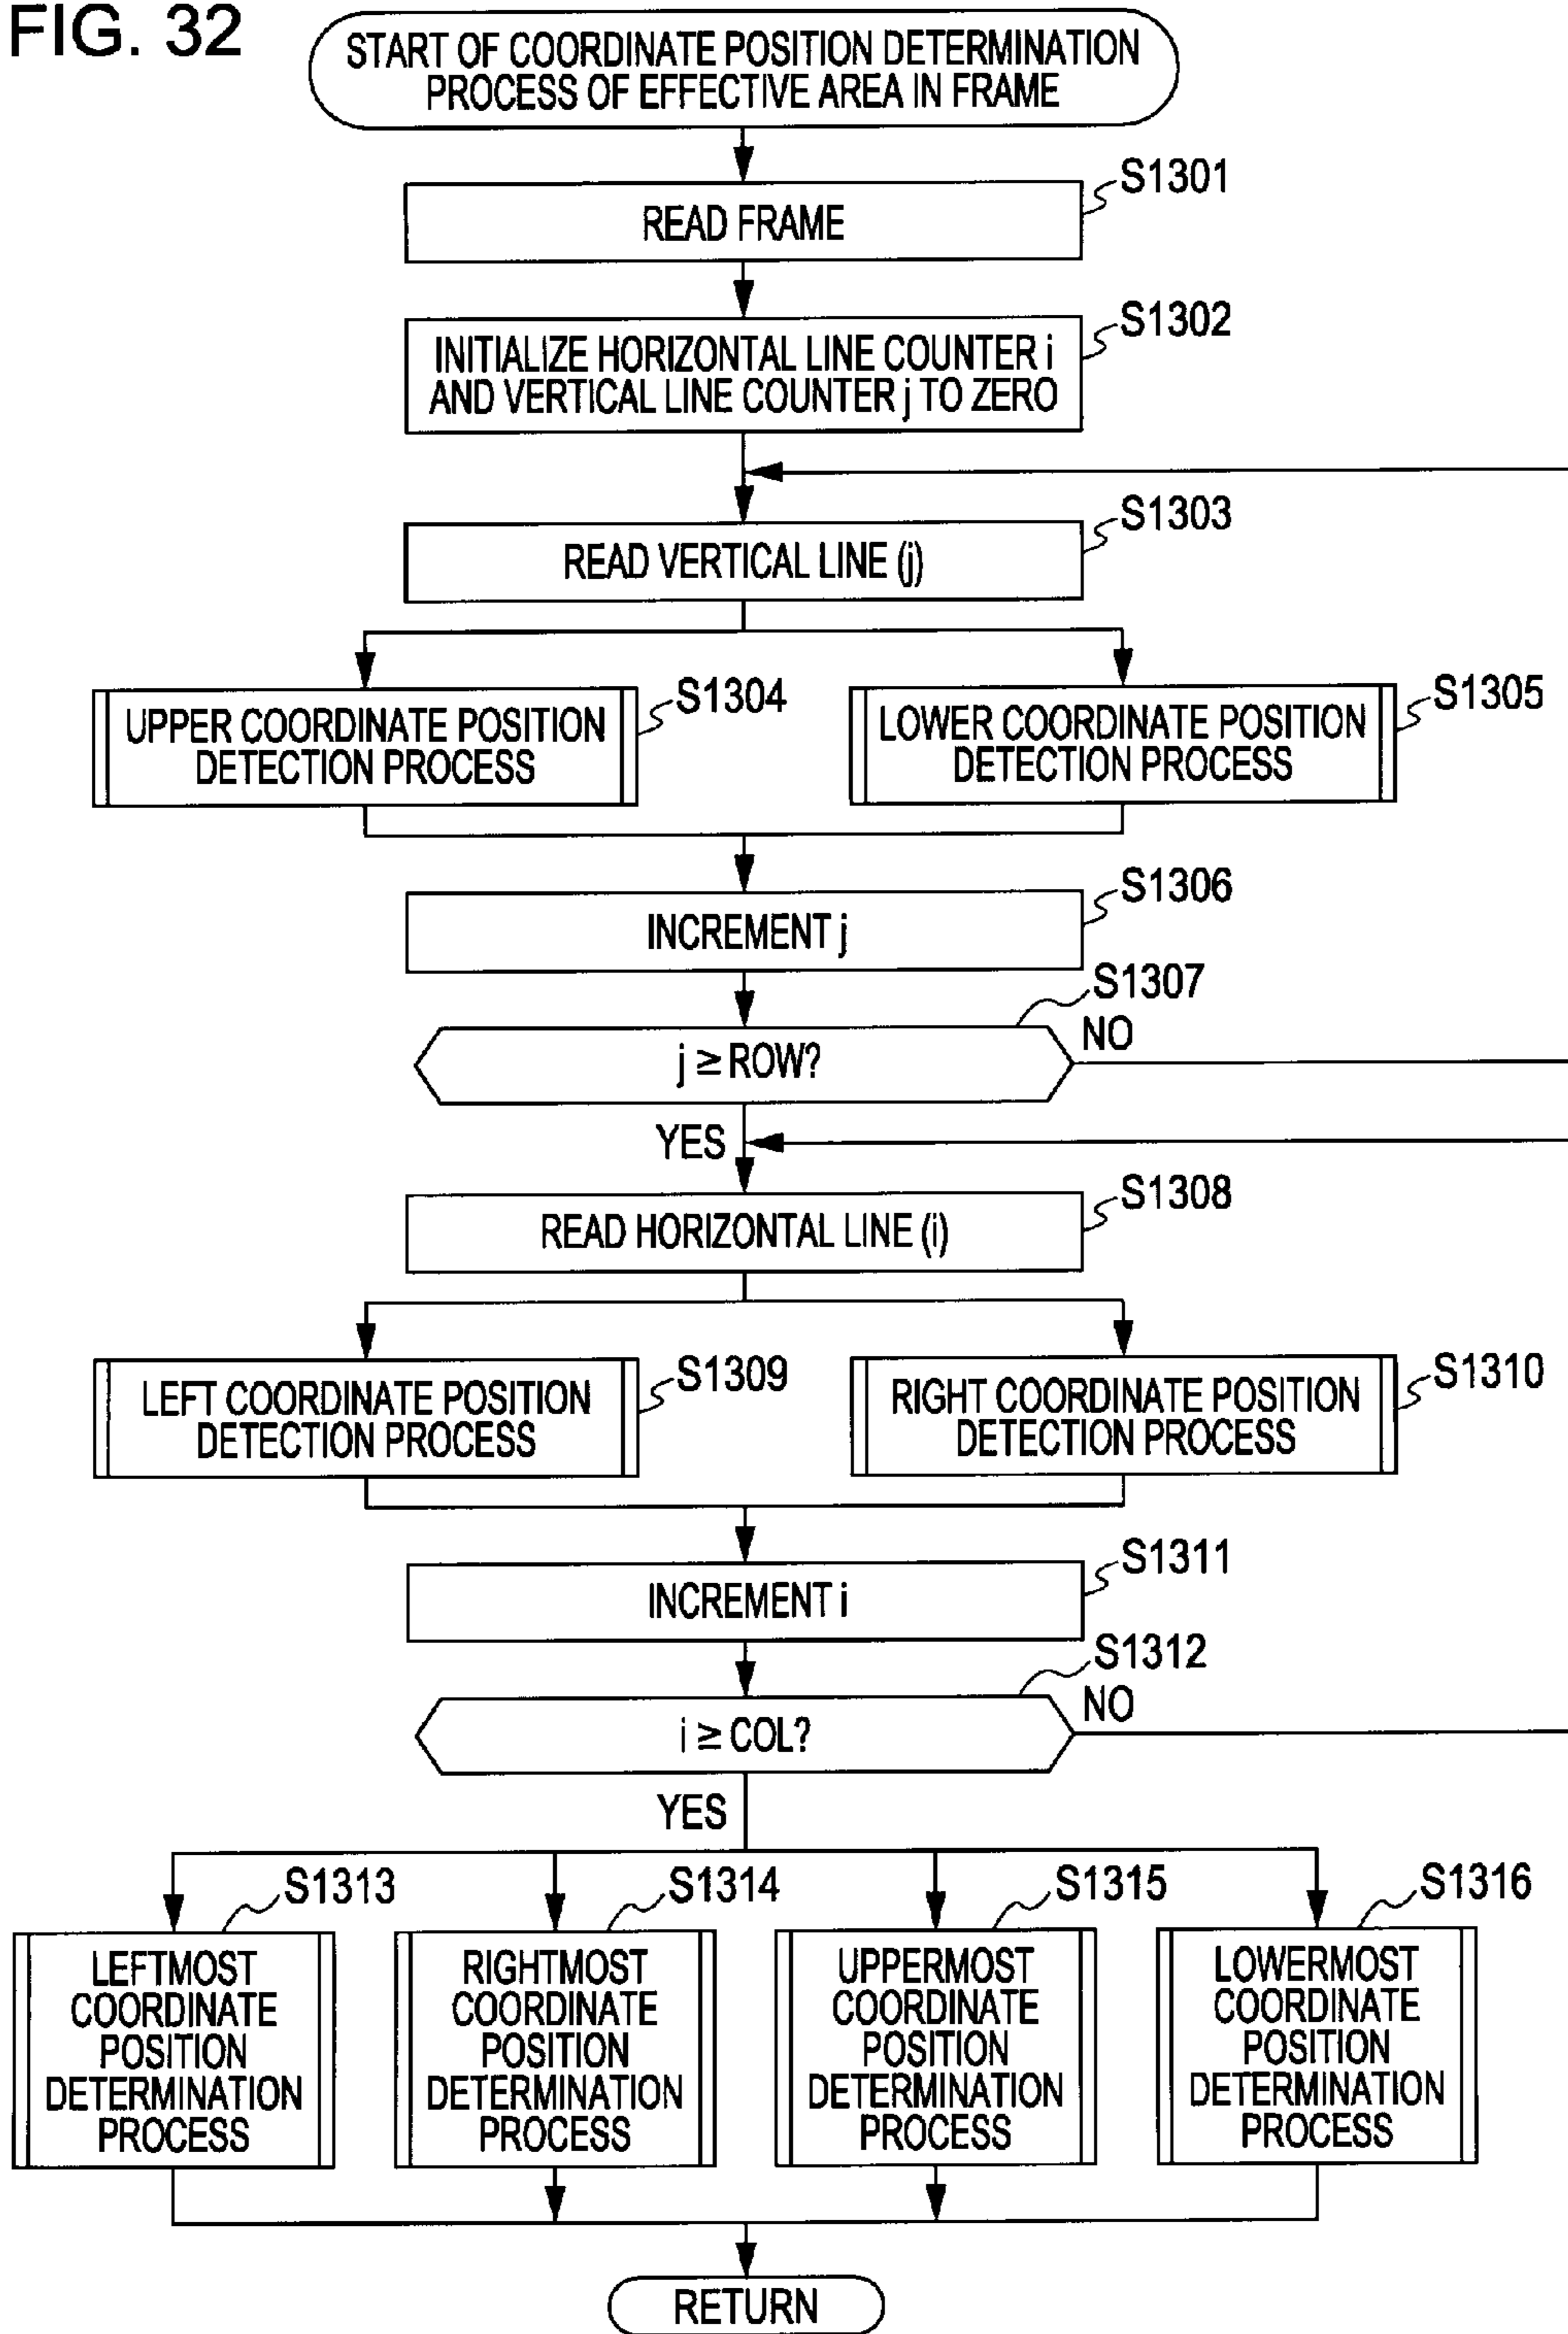 FIG. 32
START OF COORDINATE POSITION DETERMINATION
PROCESS OF EFFECTIVE AREA IN FRAME
S1301
READ FRAME
S1302
INITIALIZE HORIZONTAL LINE COUNTER i
AND VERTICAL LINE COUNTER j TO ZERO
S1303
READ VERTICAL LINE (j)
S1304
UPPER COORDINATE POSITION
DETECTION PROCESS
S1305
LOWER COORDINATE POSITION
DETECTION PROCESS
S1306
INCREMENT j
S1307
j ≥ ROW?
NO
YES
S1308
READ HORIZONTAL LINE (i)
S1309
LEFT COORDINATE POSITION
DETECTION PROCESS
S1310
RIGHT COORDINATE POSITION
DETECTION PROCESS
S1311
INCREMENT i
S1312
i ≥ COL?
NO
YES
S1313
LEFTMOST
COORDINATE
POSITION
DETERMINATION
PROCESS
S1314
RIGHTMOST
COORDINATE
POSITION
DETERMINATION
PROCESS
S1315
UPPERMOST
COORDINATE
POSITION
DETERMINATION
PROCESS
S1316
LOWERMOST
COORDINATE
POSITION
DETERMINATION
PROCESS
RETURN